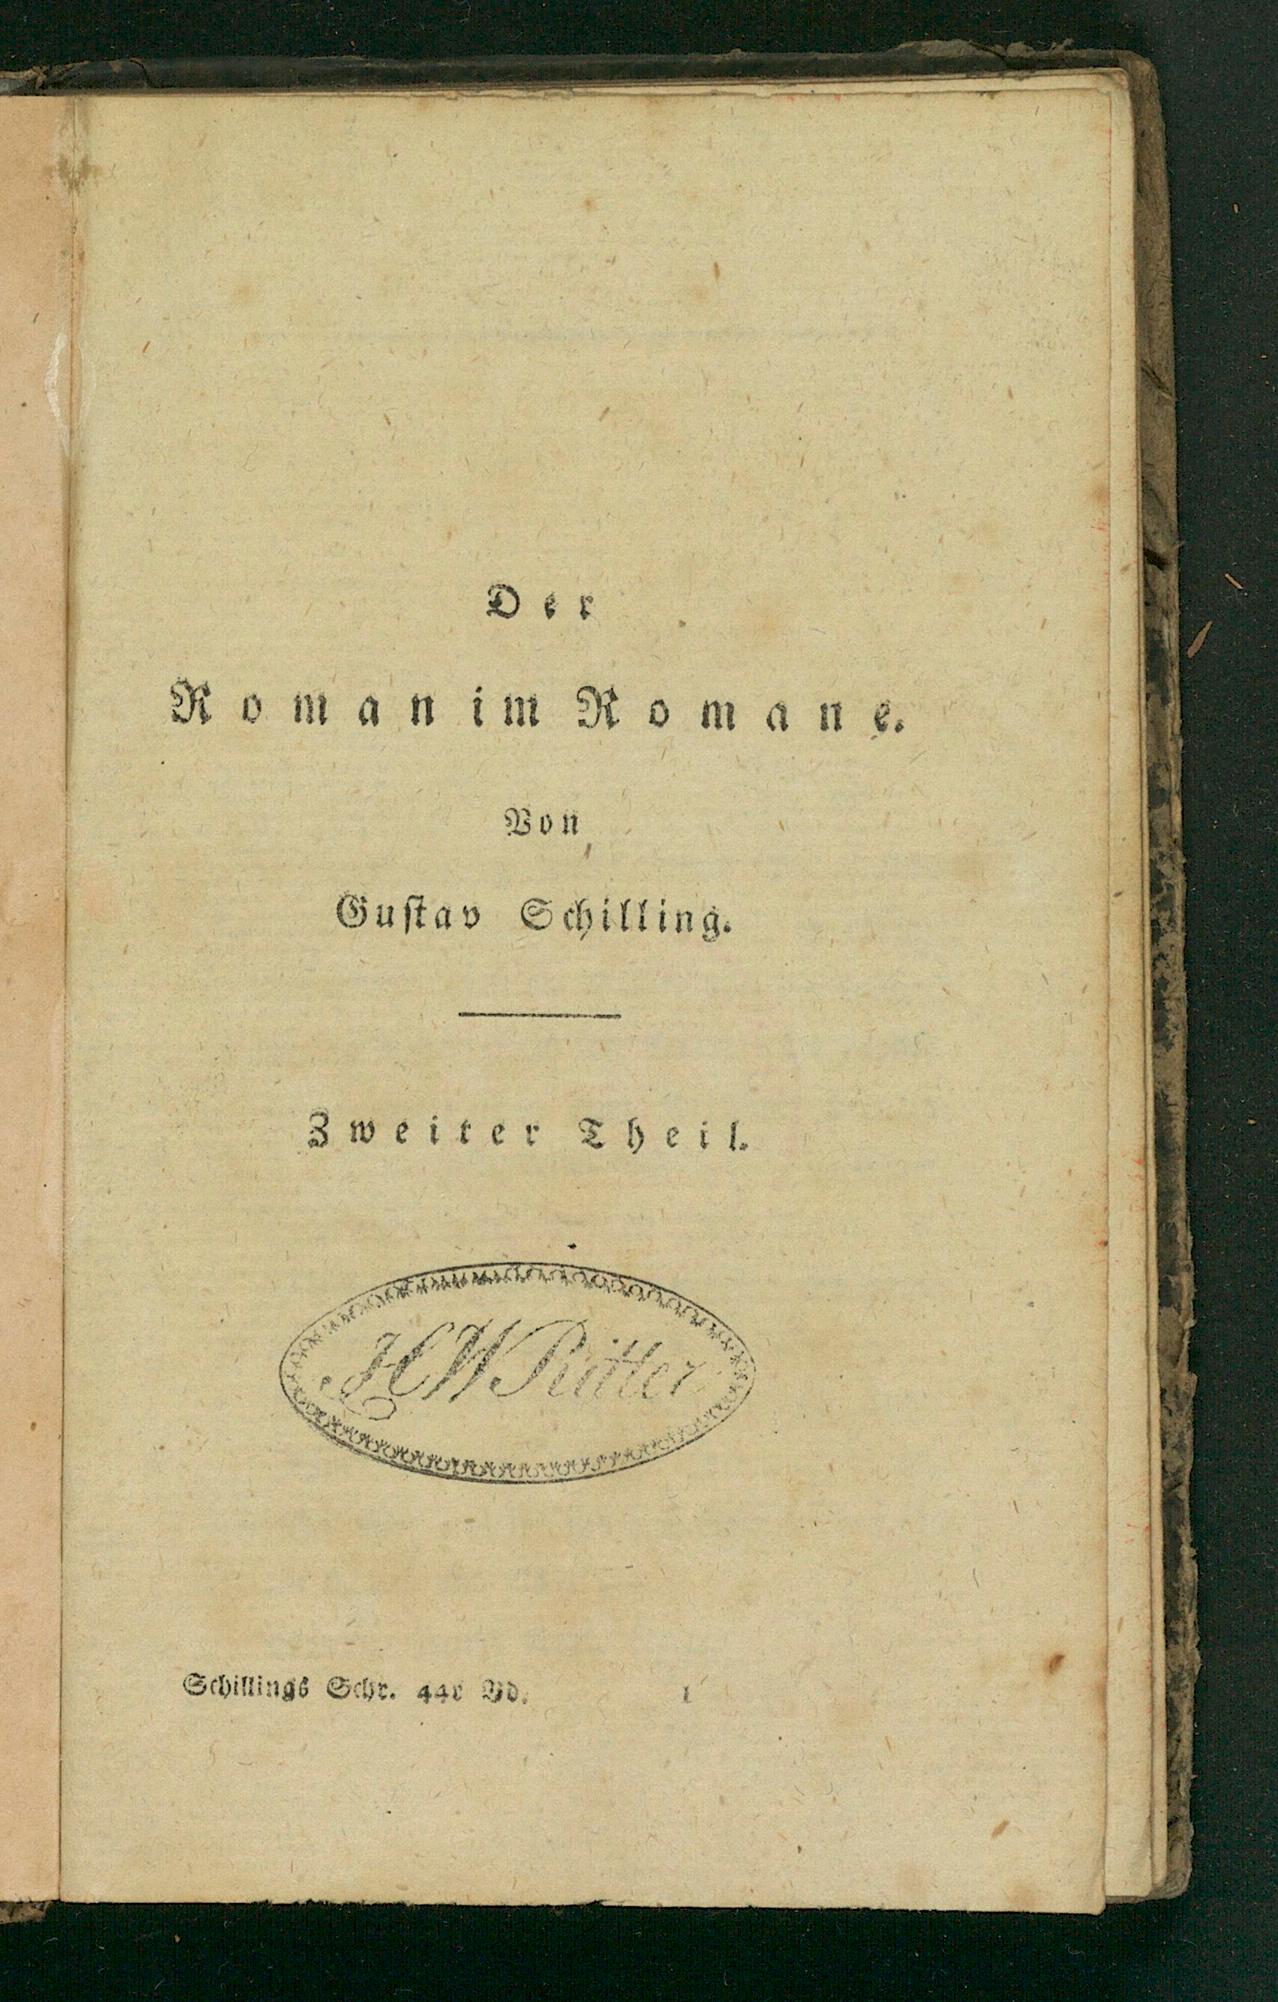 Der
Roman im Romane.
Von
Guſtav Schilling.
Zweiter Theil.
H W Ritter
Schillings Schr. 44r Bd. 1